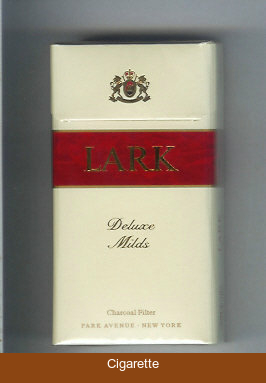 LARK
Deluxe
Milds
Charcoal Filter
PARK AVENUE · NEW YORK
Cigarette